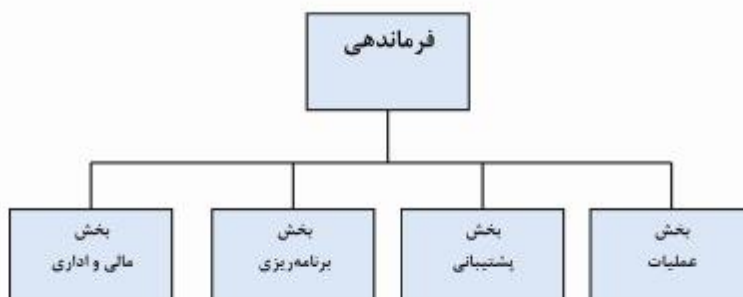 فرماندهی
بخش
عملیات
بخش
پشتیبانی
بخش
برنامه‌ریزی
بخش
مالی و اداری